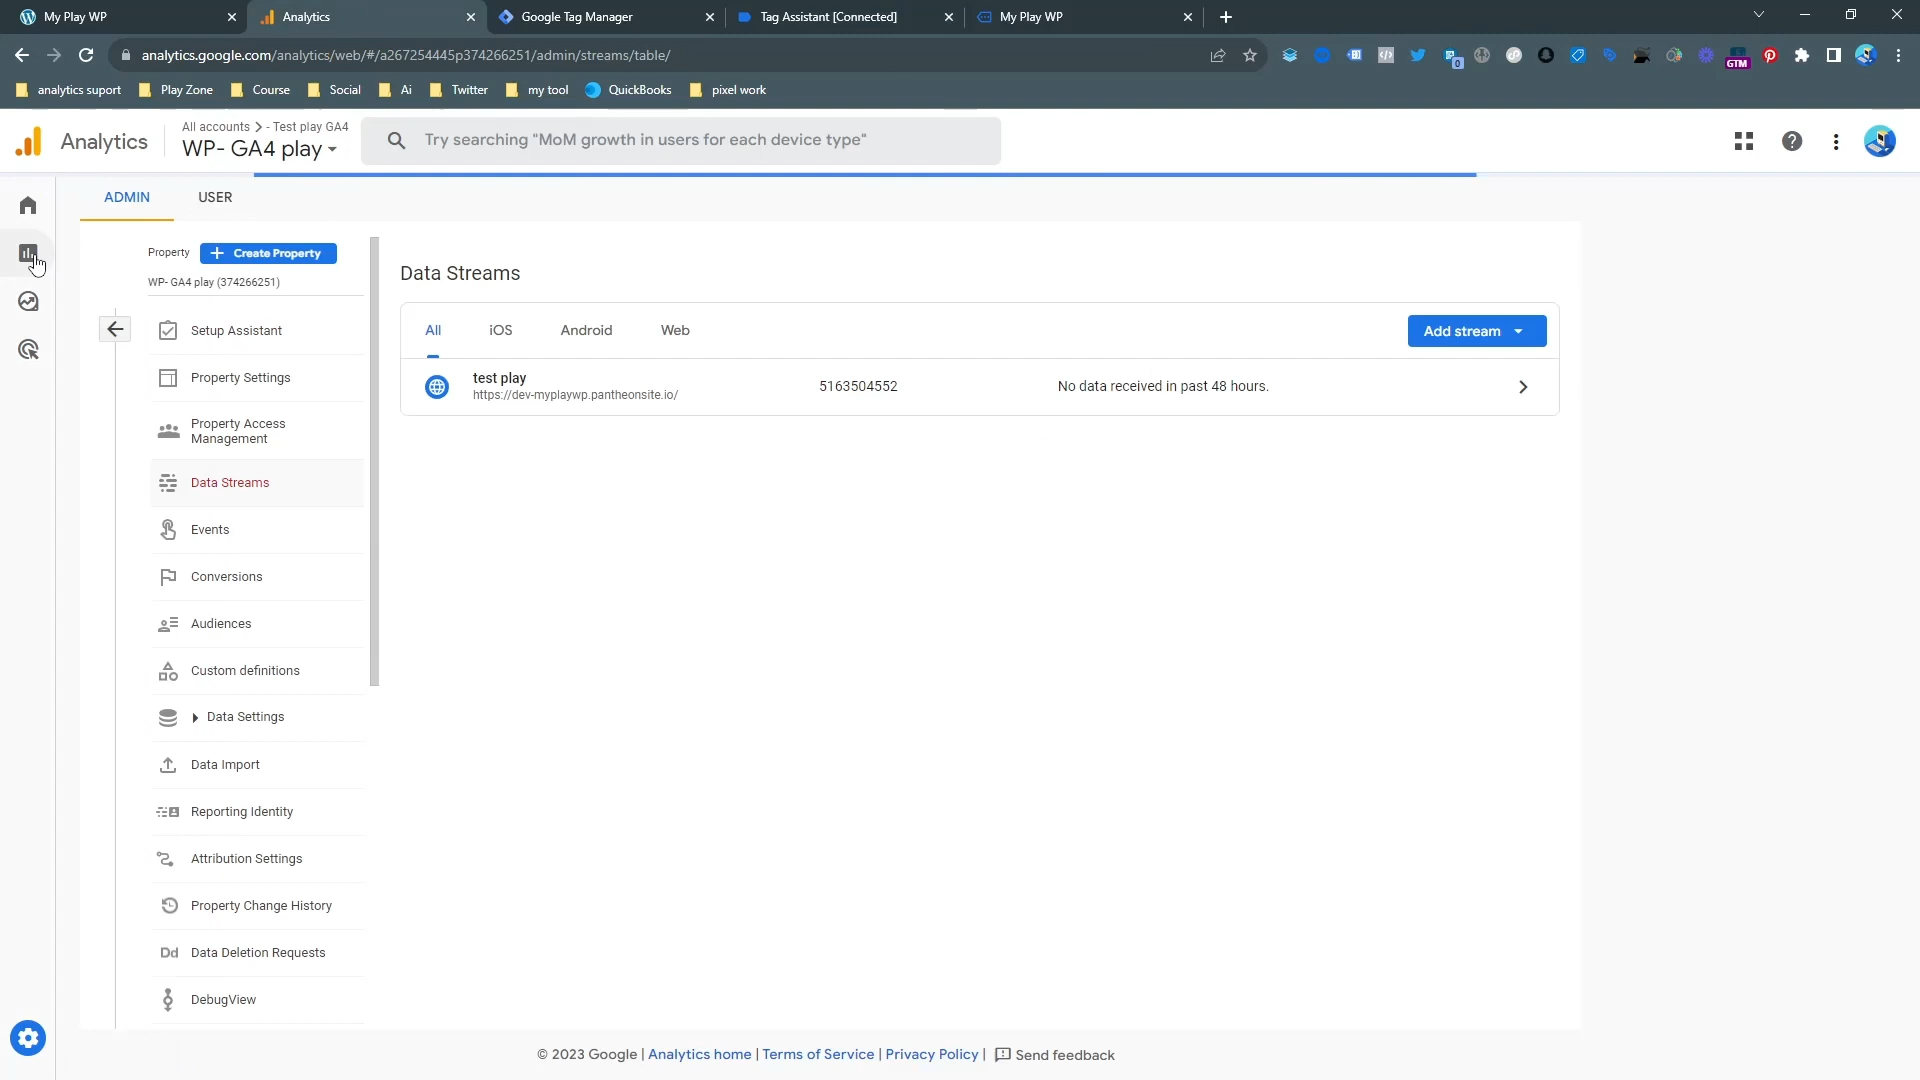 My Play WP
Analytics
Google Tag Manager
Tag Assistant [Connected]
My Play WP
analytics.google.com/analytics/web/#/a267254445p374266251/admin/streams/table/
0
GTM
analytics suport
Play Zone
Course
Social
Ai
Twitter
my tool
QuickBooks
pixel work
Analytics
All accounts > - Test play GA4
WP- GA4 play
Try searching "MoM growth in users for each device type"
ADMIN
USER
Property
Create Property
WP- GA4 play (374266251)
Setup Assistant
Property Settings
Property Access
Management
Data Streams
Events
Conversions
Audiences
Custom definitions
Data Settings
Data Import
Reporting Identity
Attribution Settings
Property Change History
Dd Data Deletion Requests
DebugView
Data Streams
All
iOS
Android
Web
Add stream
test play
https://dev-myplaywp.pantheonsite.io/
5163504552
No data received in past 48 hours.
© 2023 Google | Analytics home | Terms of Service | Privacy Policy | Send feedback